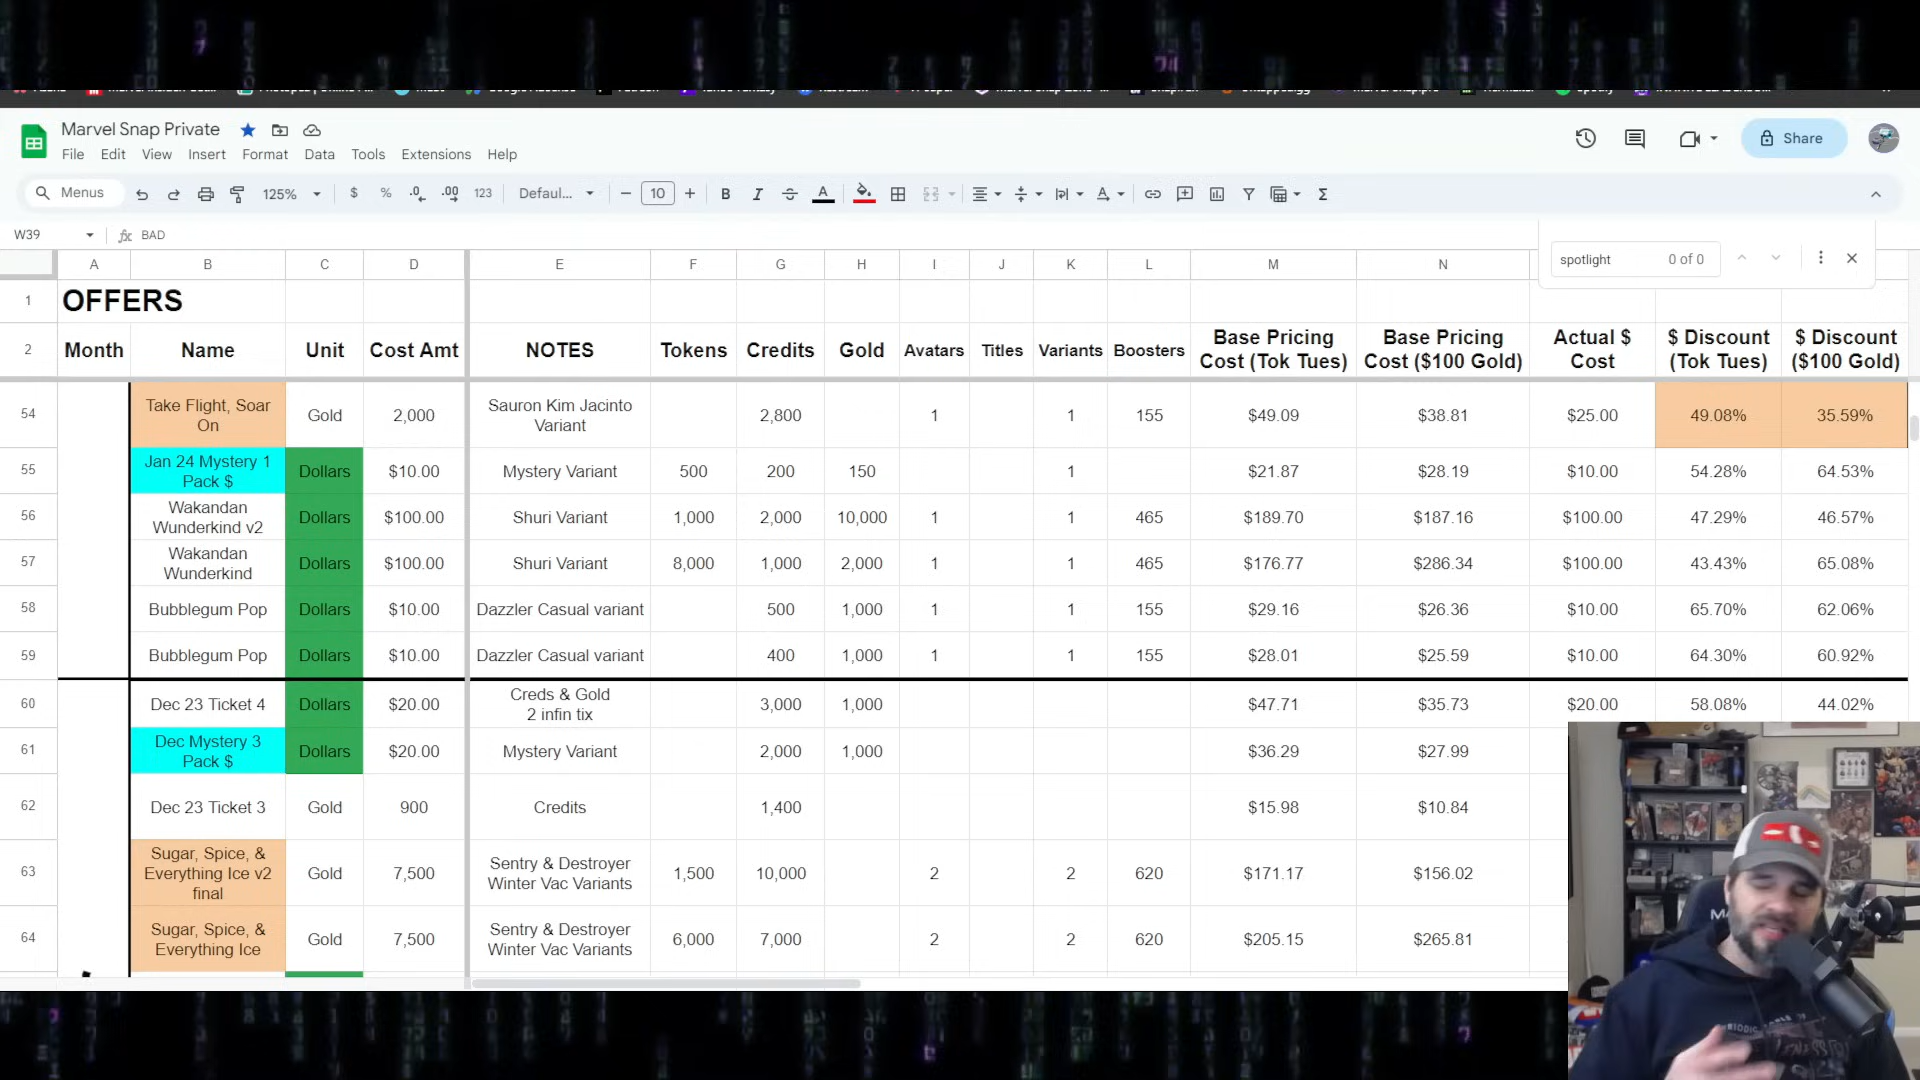 Marvel Snap Private
File Edit View Insert Format Data Tools Extensions Help
Share
Menus 125% $ % .0 .00 123 Defaul... − 10 + B I A Σ
W39 fx BAD
spotlight 0 of 0
A B C D E F G H I J K L M N
1 OFFERS
2 Month Name Unit Cost Amt NOTES Tokens Credits Gold Avatars Titles Variants Boosters Base Pricing Cost (Tok Tues) Base Pricing Cost ($100 Gold) Actual $ Cost $ Discount (Tok Tues) $ Discount ($100 Gold)
54 Take Flight, Soar On Gold 2,000 Sauron Kim Jacinto Variant 2,800 1 1 155 $49.09 $38.81 $25.00 49.08% 35.59%
55 Jan 24 Mystery 1 Pack $ Dollars $10.00 Mystery Variant 500 200 150 1 $21.87 $28.19 $10.00 54.28% 64.53%
56 Wakandan Wunderkind v2 Dollars $100.00 Shuri Variant 1,000 2,000 10,000 1 1 465 $189.70 $187.16 $100.00 47.29% 46.57%
57 Wakandan Wunderkind Dollars $100.00 Shuri Variant 8,000 1,000 2,000 1 1 465 $176.77 $286.34 $100.00 43.43% 65.08%
58 Bubblegum Pop Dollars $10.00 Dazzler Casual variant 500 1,000 1 1 155 $29.16 $26.36 $10.00 65.70% 62.06%
59 Bubblegum Pop Dollars $10.00 Dazzler Casual variant 400 1,000 1 1 155 $28.01 $25.59 $10.00 64.30% 60.92%
60 Dec 23 Ticket 4 Dollars $20.00 Creds & Gold 2 infin tix 3,000 1,000 $47.71 $35.73 $20.00 58.08% 44.02%
61 Dec Mystery 3 Pack $ Dollars $20.00 Mystery Variant 2,000 1,000 $36.29 $27.99
62 Dec 23 Ticket 3 Gold 900 Credits 1,400 $15.98 $10.84
63 Sugar, Spice, & Everything Ice v2 final Gold 7,500 Sentry & Destroyer Winter Vac Variants 1,500 10,000 2 2 620 $171.17 $156.02
64 Sugar, Spice, & Everything Ice Gold 7,500 Sentry & Destroyer Winter Vac Variants 6,000 7,000 2 2 620 $205.15 $265.81